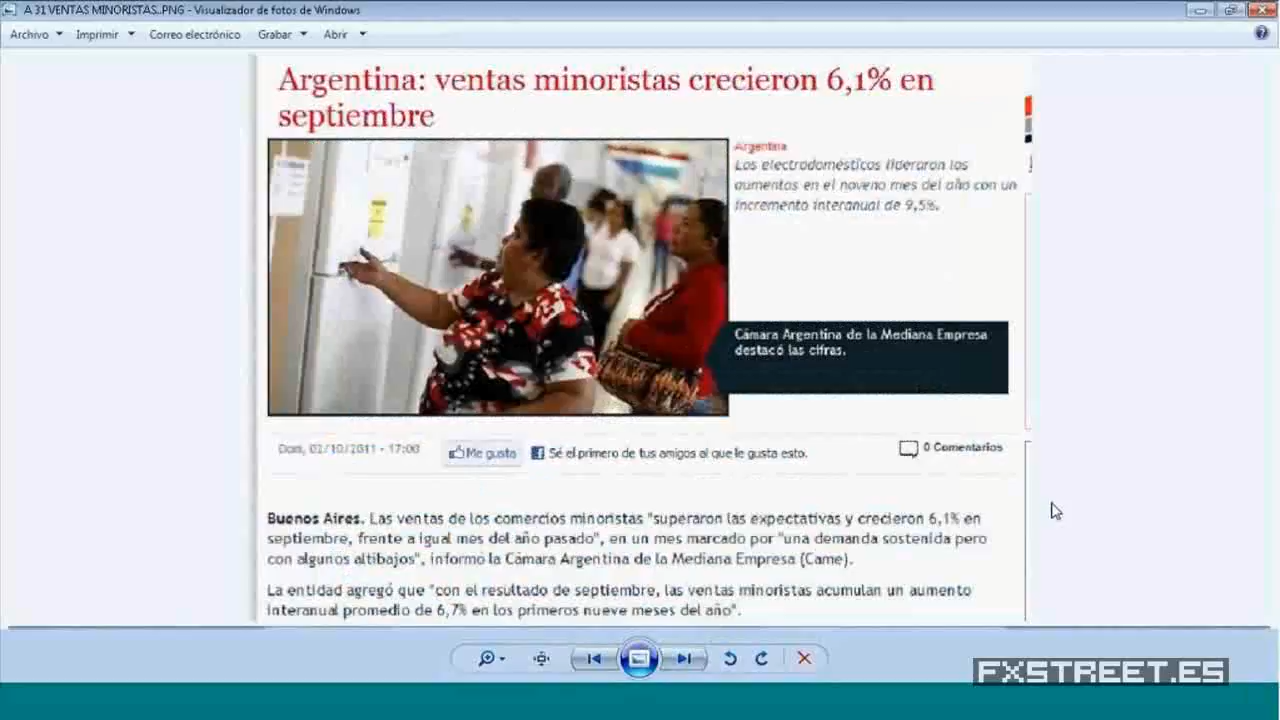 A 31 VENTAS MINORISTAS..PNG - Visualizador de fotos de Windows
Archivo Imprimir Correo electrónico Grabar Abrir
Argentina: ventas minoristas crecieron 6,1% en
septiembre
Argentina
Los electrodomésticos lideraron los
aumentos en el noveno mes del año con un
incremento interanual de 9,5%.
Cámara Argentina de la Mediana Empresa
destacó las cifras.
Dom, 02/10/2011 - 17:00
Me gusta
Sé el primero de tus amigos al que le gusta esto.
0 Comentarios
Buenos Aires. Las ventas de los comercios minoristas "superaron las expectativas y crecieron 6,1% en
septiembre, frente a igual mes del año pasado", en un mes marcado por "una demanda sostenida pero
con algunos altibajos", informó la Cámara Argentina de la Mediana Empresa (Came).
La entidad agregó que "con el resultado de septiembre, las ventas minoristas acumulan un aumento
interanual promedio de 6,7% en los primeros nueve meses del año".
FXSTREET.ES